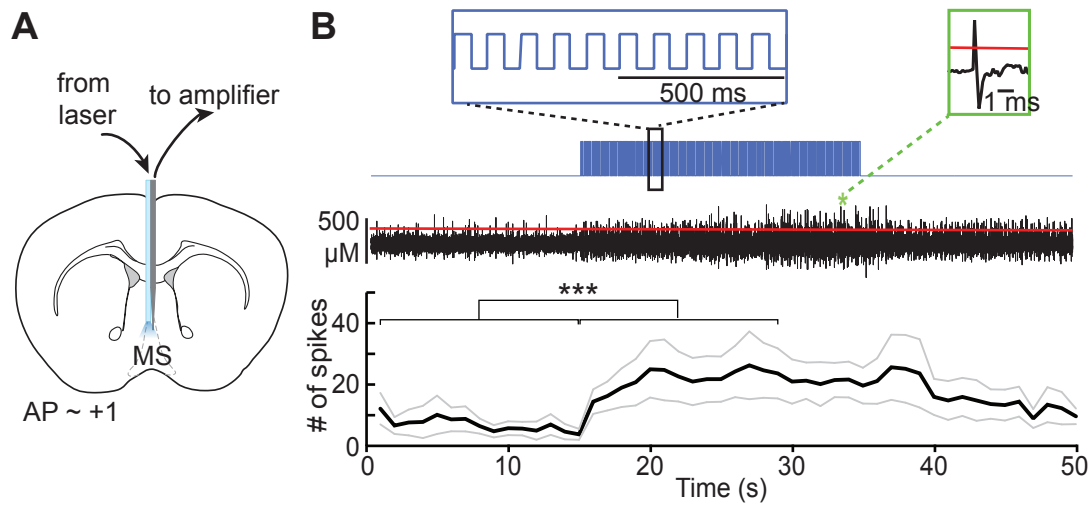 A
from
laser
to amplifier
MS
AP ~ +1
B
500 ms
1 ms
*
500
µM
***
# of spikes
40
20
0
0 10 20 30 40 50
Time (s)